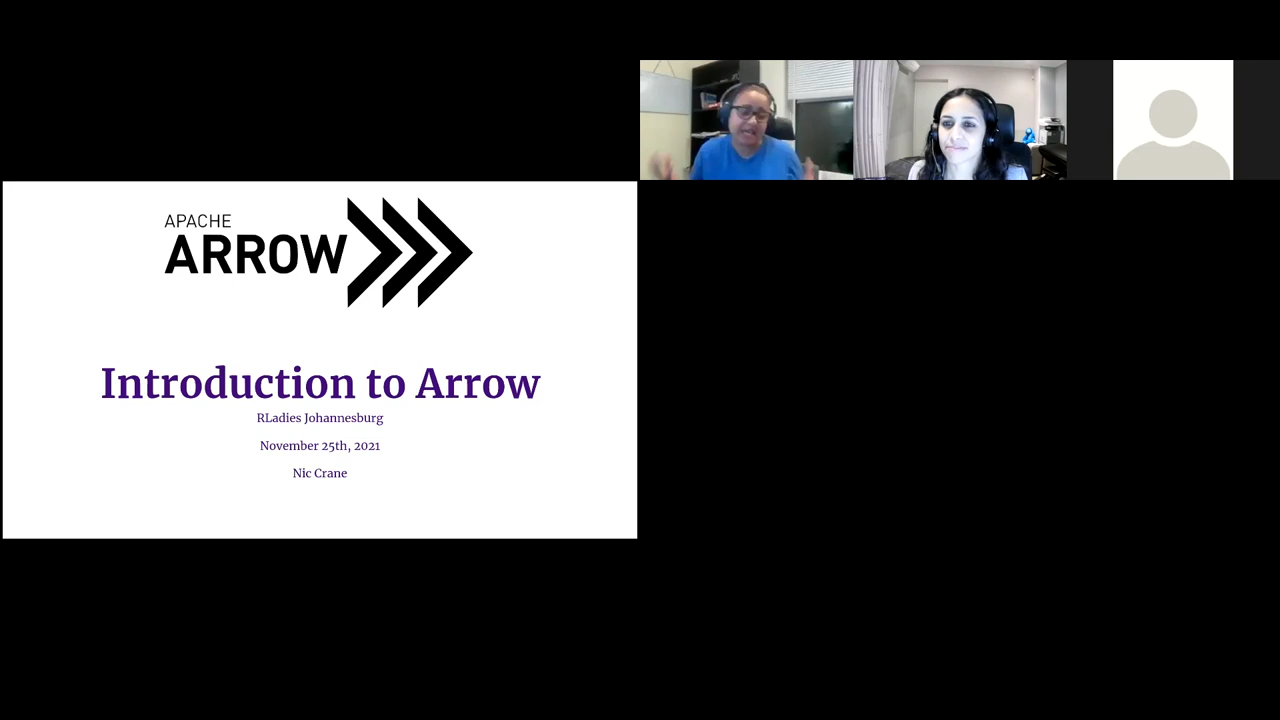 APACHE
ARROW
Introduction to Arrow
RLadies Johannesburg
November 25th, 2021
Nic Crane